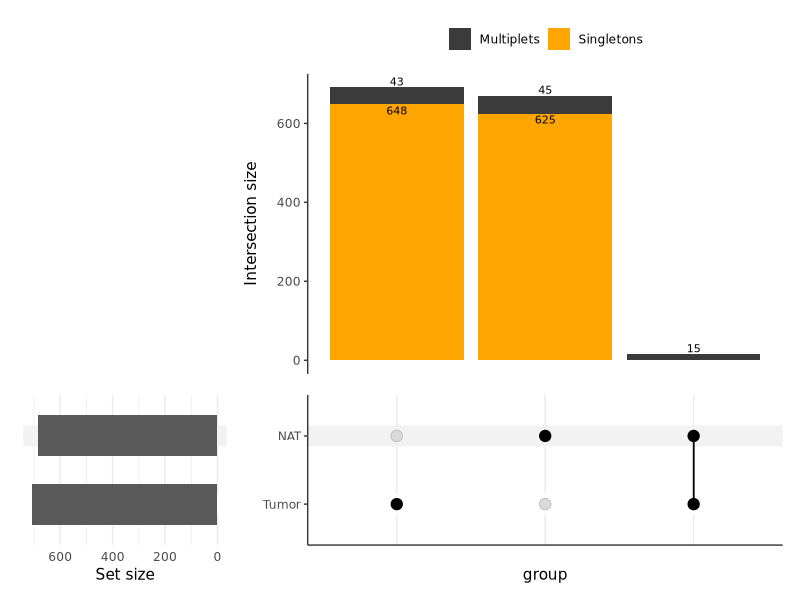 Multiplets Singletons
43
45
648
625
15
Intersection size
600
400
200
0
NAT
Tumor
600 400 200 0
Set size
group